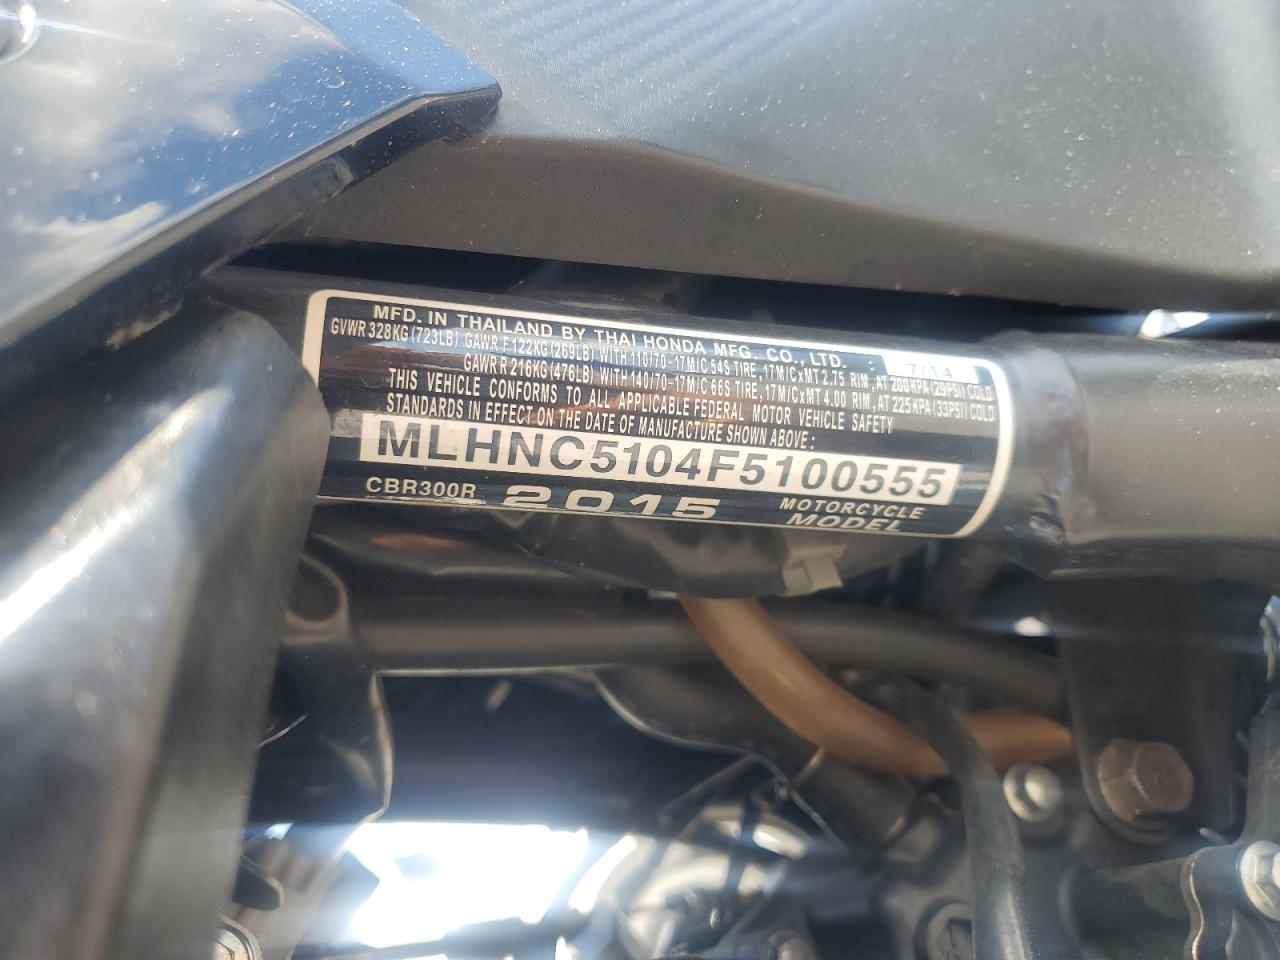 MFD. IN THAILAND BY THAI HONDA MFG. CO., LTD. 7/14
GVWR 328KG (723LB) GAWR F 122KG (269LB) WITH 110/70-17M/C 54S TIRE, 17M/CxMT 2.75 RIM, AT 200KPA (29PSI) COLD
GAWR R 216KG (476LB) WITH 140/70-17M/C 66S TIRE, 17M/CxMT 4.00 RIM, AT 225KPA (33PSI) COLD
THIS VEHICLE CONFORMS TO ALL APPLICABLE FEDERAL MOTOR VEHICLE SAFETY
STANDARDS IN EFFECT ON THE DATE OF MANUFACTURE SHOWN ABOVE:
MLHNC5104F5100555
CBR300R 2015 MOTORCYCLE
MODEL